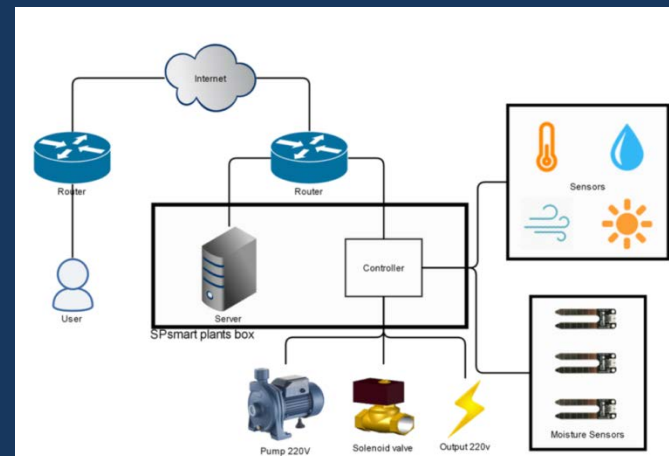 Internet
Router
Router
Sensors
Controller
User
Server
SPsmart plants box
Pump 220V
Solenoid valve
Output 220v
Moisture Sensors